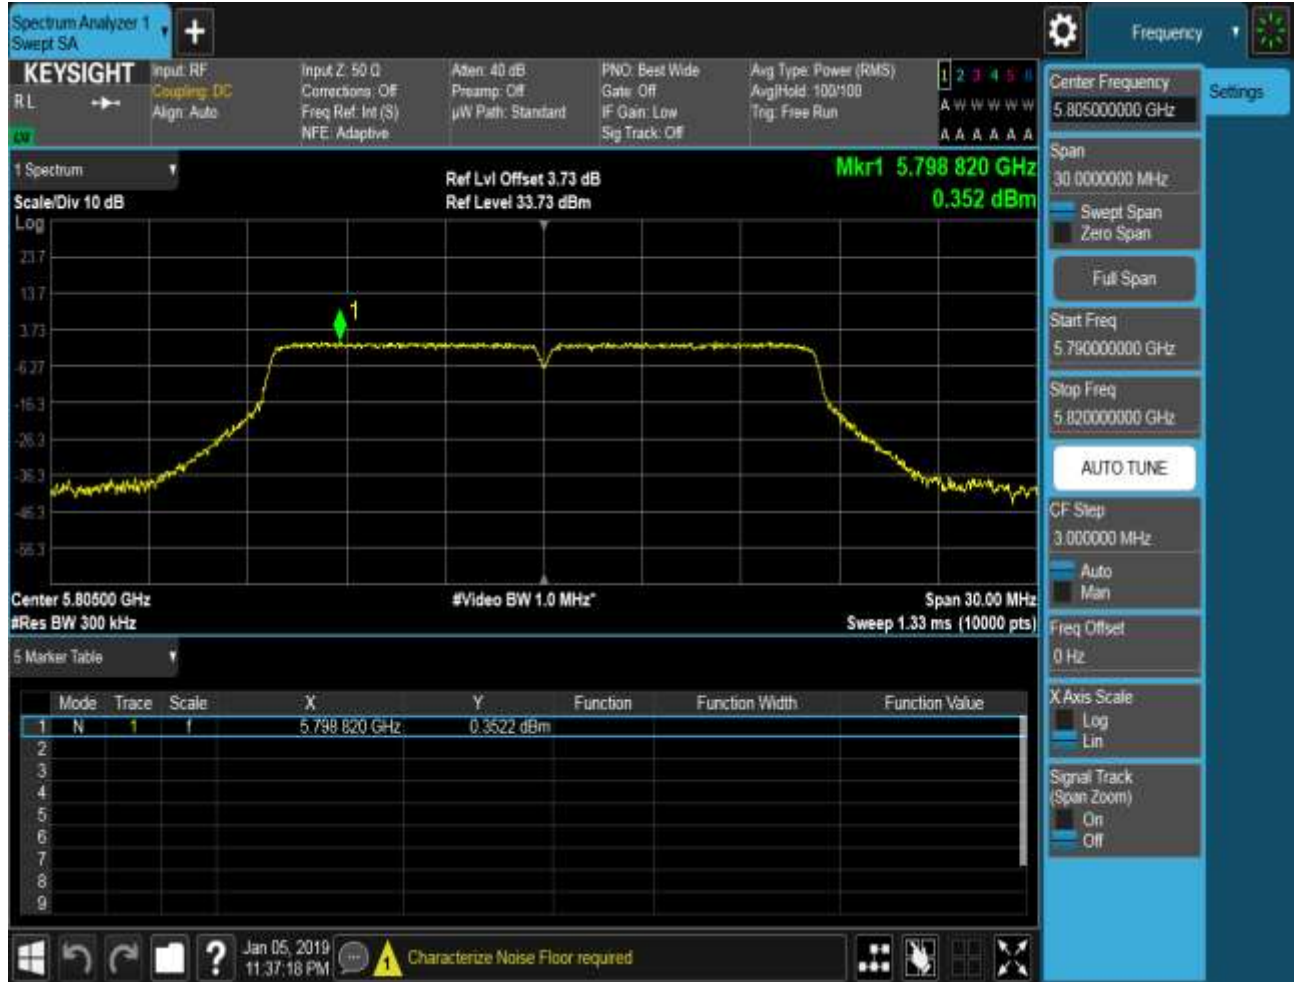 Spectrum Analyzer 1
Swept SA
+
Frequency
KEYSIGHT
R L
Input: RF
Coupling: DC
Align: Auto
Input Z: 50 Ω
Corrections: Off
Freq Ref: Int (S)
NFE: Adaptive
Atten: 40 dB
Preamp: Off
µW Path: Standard
PNO: Best Wide
Gate: Off
IF Gain: Low
Sig Track: Off
Avg Type: Power (RMS)
Avg|Hold: 100/100
Trig: Free Run
1 2 3 4 5 6
A W W W W W
A A A A A A
1 Spectrum
Scale/Div 10 dB
Ref Lvl Offset 3.73 dB
Ref Level 33.73 dBm
Mkr1 5.798 820 GHz
0.352 dBm
Log
23.7
13.7
3.73
-6.27
-16.3
-26.3
-36.3
-46.3
-56.3
1
Center 5.80500 GHz
#Res BW 300 kHz
#Video BW 1.0 MHz*
Span 30.00 MHz
Sweep 1.33 ms (10000 pts)
5 Marker Table
Mode Trace Scale X Y Function Function Width Function Value
1 N 1 f 5.798 820 GHz 0.3522 dBm
2
3
4
5
6
7
8
9
Center Frequency
5.805000000 GHz
Settings
Span
30.0000000 MHz
Swept Span
Zero Span
Full Span
Start Freq
5.790000000 GHz
Stop Freq
5.820000000 GHz
AUTO TUNE
CF Step
3.000000 MHz
Auto
Man
Freq Offset
0 Hz
X Axis Scale
Log
Lin
Signal Track
(Span Zoom)
On
Off
?
Jan 05, 2019
11:37:18 PM
1
Characterize Noise Floor required